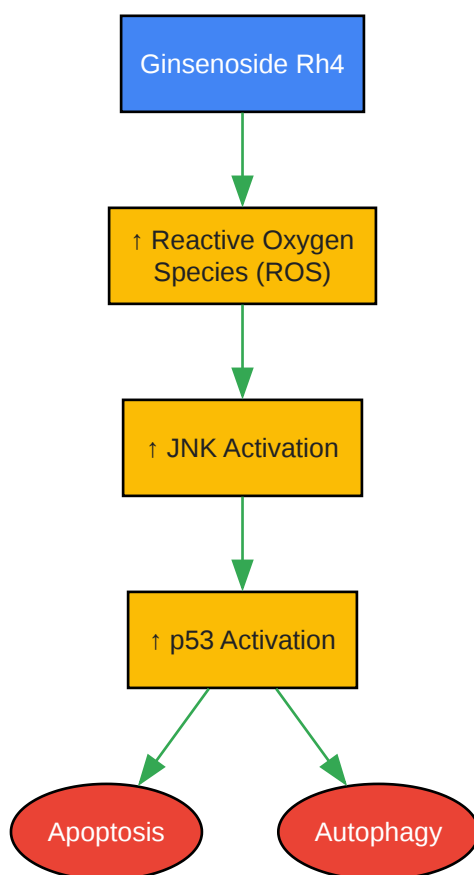 Ginsenoside Rh4
↑ Reactive Oxygen
Species (ROS)
↑ JNK Activation
↑ p53 Activation
Apoptosis
Autophagy